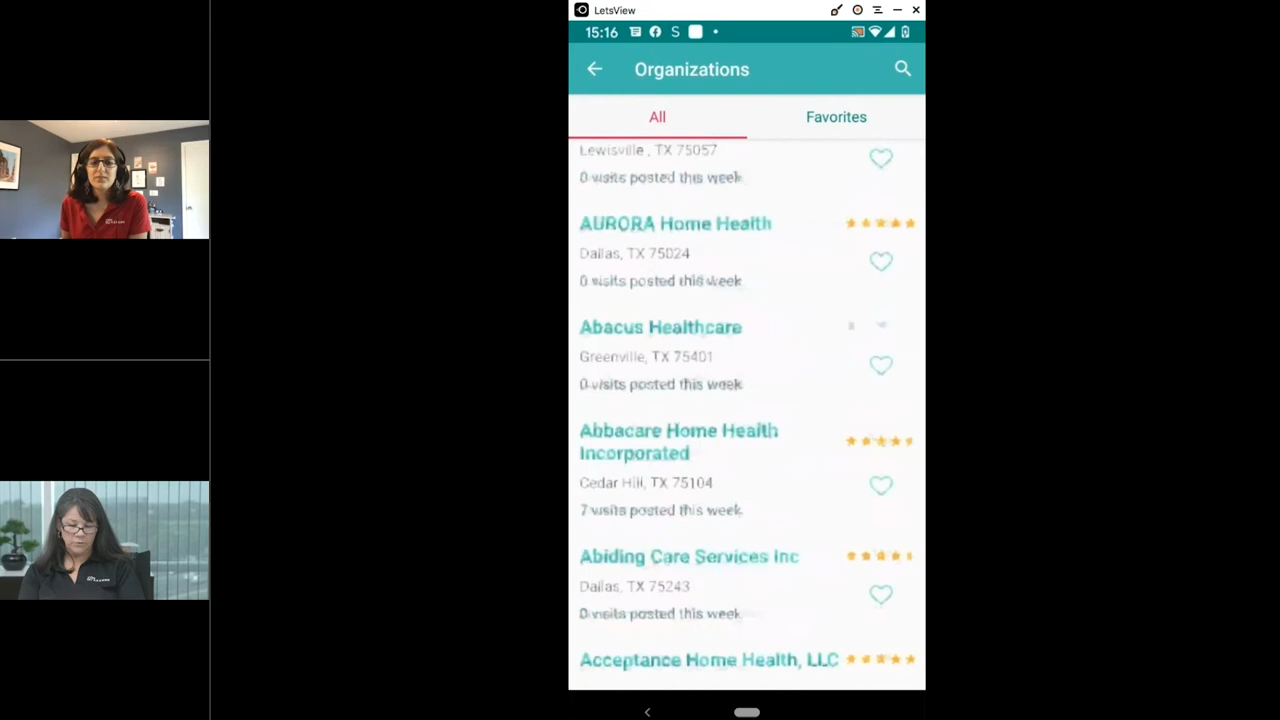 LetsView
15:16
Organizations
All
Favorites
Lewisville , TX 75057
0 visits posted this week
AURORA Home Health
Dallas, TX 75024
0 visits posted this week
Abacus Healthcare
Greenville, TX 75401
0 visits posted this week
Abbacare Home Health
Incorporated
Cedar Hill, TX 75104
7 visits posted this week
Abiding Care Services Inc
Dallas, TX 75243
0 visits posted this week
Acceptance Home Health, LLC